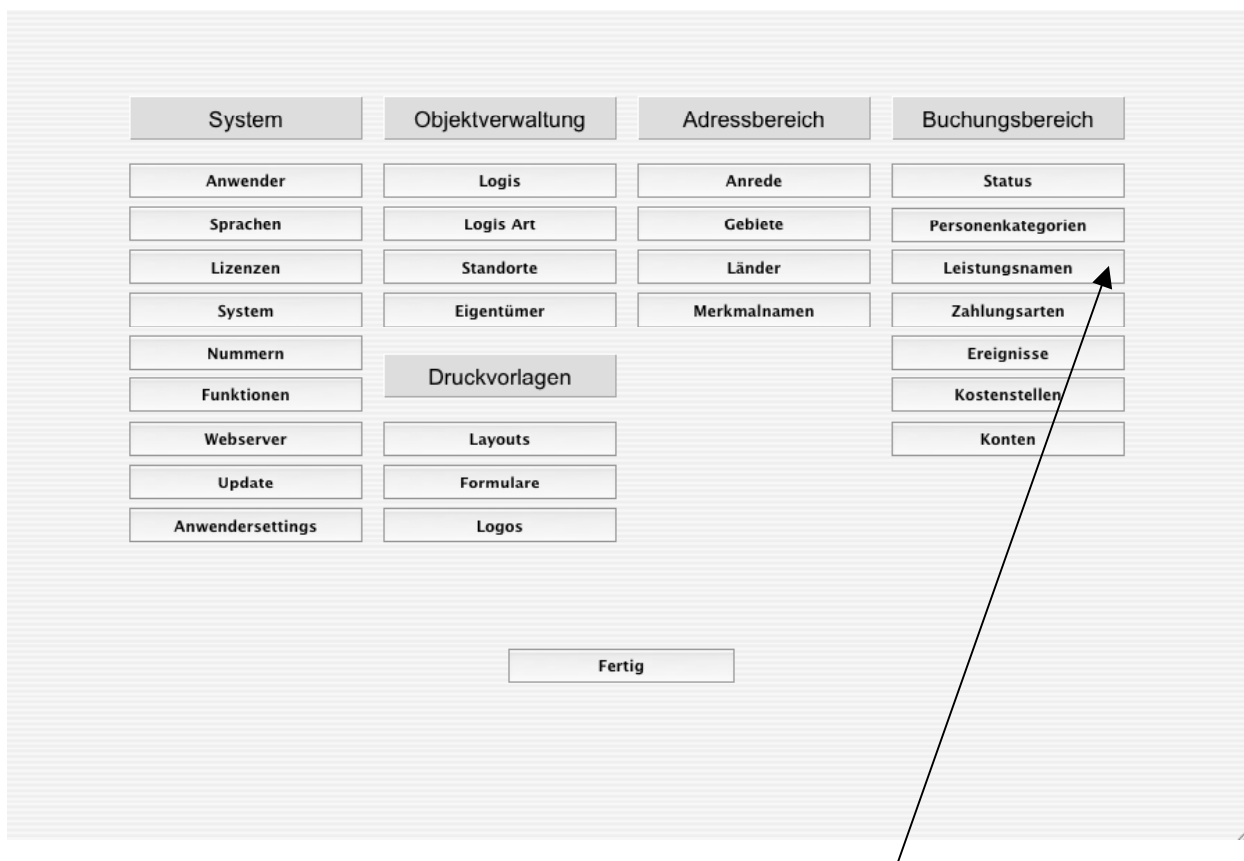 System
Objektverwaltung
Adressbereich
Buchungsbereich
Anwender
Logis
Anrede
Status
Sprachen
Logis Art
Gebiete
Personenkategorien
Lizenzen
Standorte
Länder
Leistungsnamen
System
Eigentümer
Merkmalnamen
Zahlungsarten
Nummern
Druckvorlagen
Ereignisse
Funktionen
Kostenstellen
Webserver
Layouts
Konten
Update
Formulare
Anwendersettings
Logos
Fertig